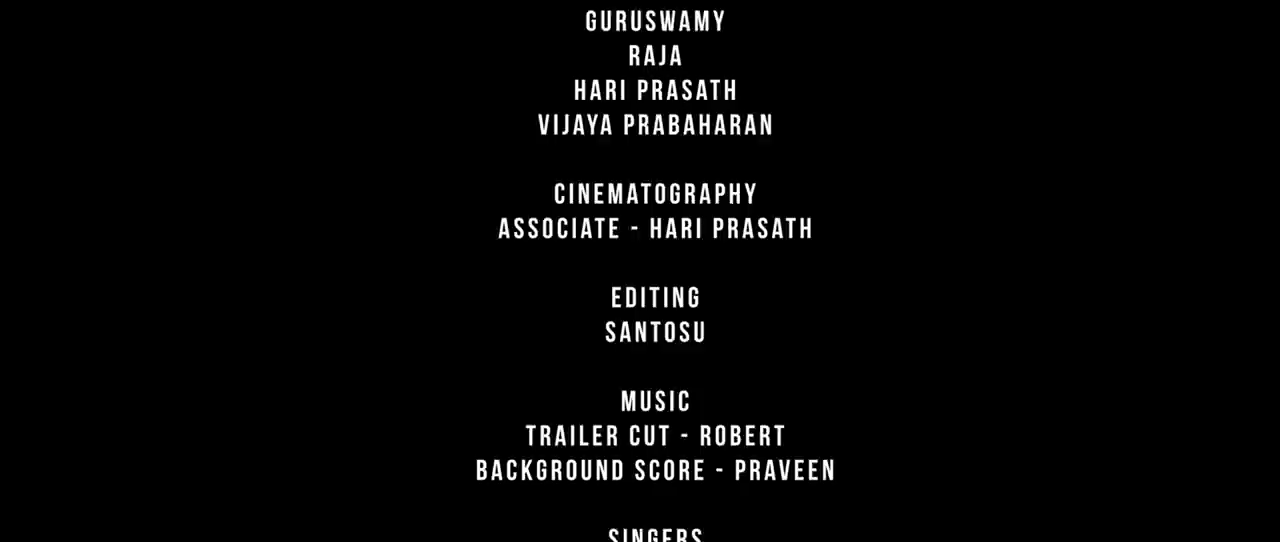 GURUSWAMY
RAJA
HARI PRASATH
VIJAYA PRABAHARAN
CINEMATOGRAPHY
ASSOCIATE - HARI PRASATH
EDITING
SANTOSU
MUSIC
TRAILER CUT - ROBERT
BACKGROUND SCORE - PRAVEEN
SINGERS